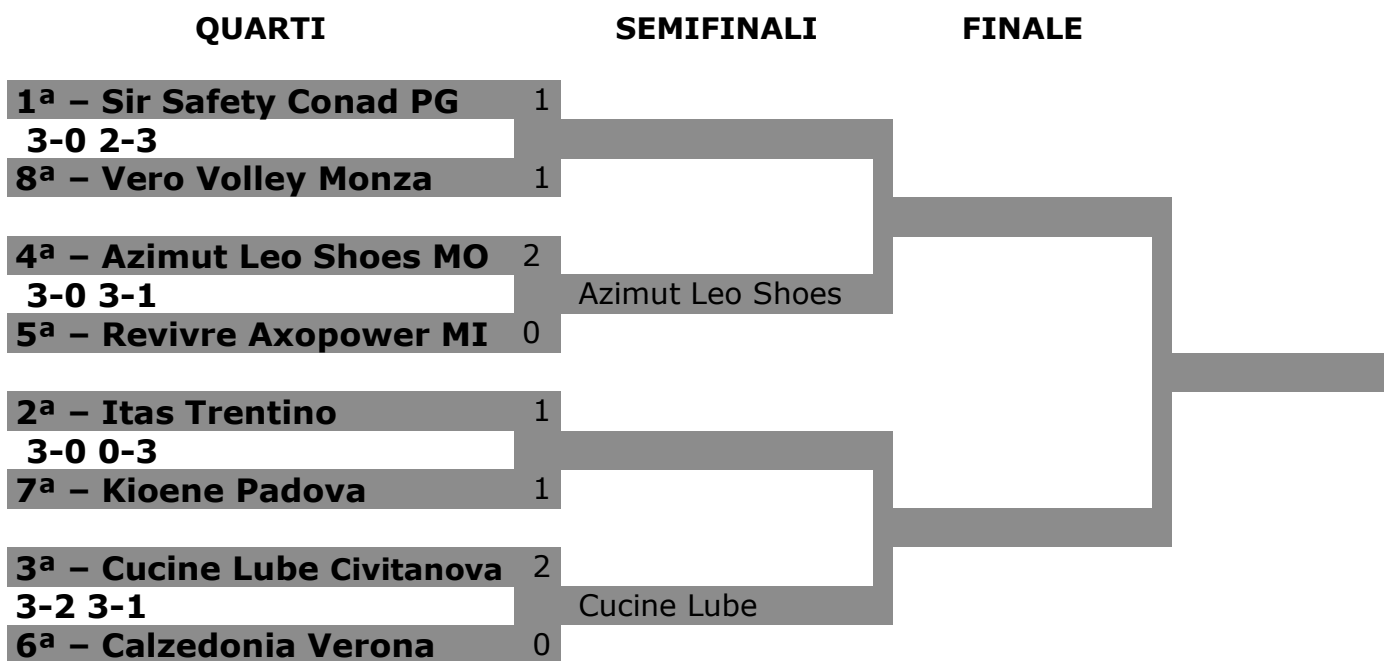 QUARTI SEMIFINALI FINALE
1ª – Sir Safety Conad PG 1
3-0 2-3
8ª – Vero Volley Monza 1
4ª – Azimut Leo Shoes MO 2
3-0 3-1 Azimut Leo Shoes
5ª – Revivre Axopower MI 0
2ª – Itas Trentino 1
3-0 0-3
7ª – Kioene Padova 1
3ª – Cucine Lube Civitanova 2
3-2 3-1 Cucine Lube
6ª – Calzedonia Verona 0